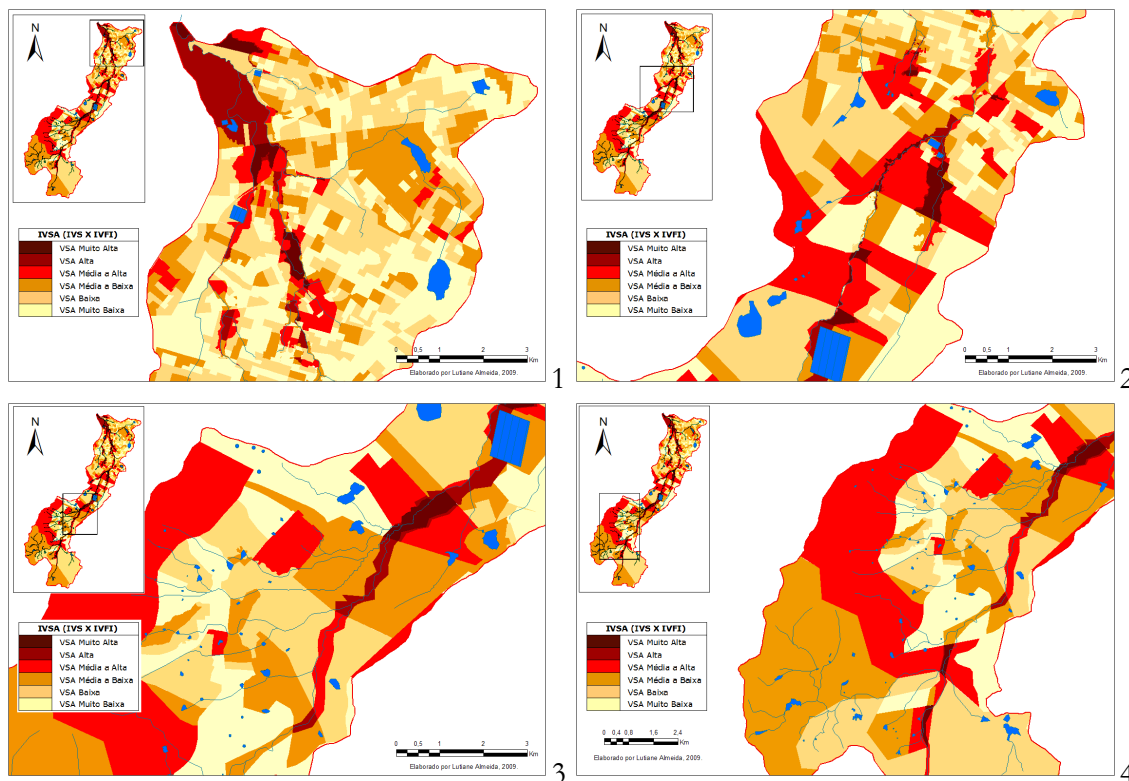 N
IVSA (IVS X IVFI)
VSA Muito Alta
VSA Alta
VSA Média a Alta
VSA Média a Baixa
VSA Baixa
VSA Muito Baixa
0 0,5 1 2 3
Km
Elaborado por Lutiane Almeida, 2009.
1
N
IVSA (IVS X IVFI)
VSA Muito Alta
VSA Alta
VSA Média a Alta
VSA Média a Baixa
VSA Baixa
VSA Muito Baixa
0 0,5 1 2 3
Km
Elaborado por Lutiane Almeida, 2009.
2
N
IVSA (IVS X IVFI)
VSA Muito Alta
VSA Alta
VSA Média a Alta
VSA Média a Baixa
VSA Baixa
VSA Muito Baixa
0 0,5 1 2 3
Km
Elaborado por Lutiane Almeida, 2009.
3
N
IVSA (IVS X IVFI)
VSA Muito Alta
VSA Alta
VSA Média a Alta
VSA Média a Baixa
VSA Baixa
VSA Muito Baixa
0 0,4 0,8 1,6 2,4
Km
Elaborado por Lutiane Almeida, 2009.
4